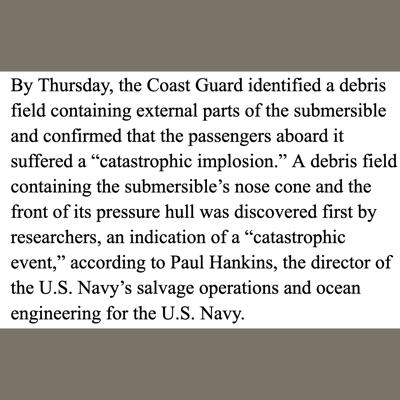 By Thursday, the Coast Guard identified a debris
field containing external parts of the submersible
and confirmed that the passengers aboard it
suffered a “catastrophic implosion.” A debris field
containing the submersible’s nose cone and the
front of its pressure hull was discovered first by
researchers, an indication of a “catastrophic
event,” according to Paul Hankins, the director of
the U.S. Navy’s salvage operations and ocean
engineering for the U.S. Navy.